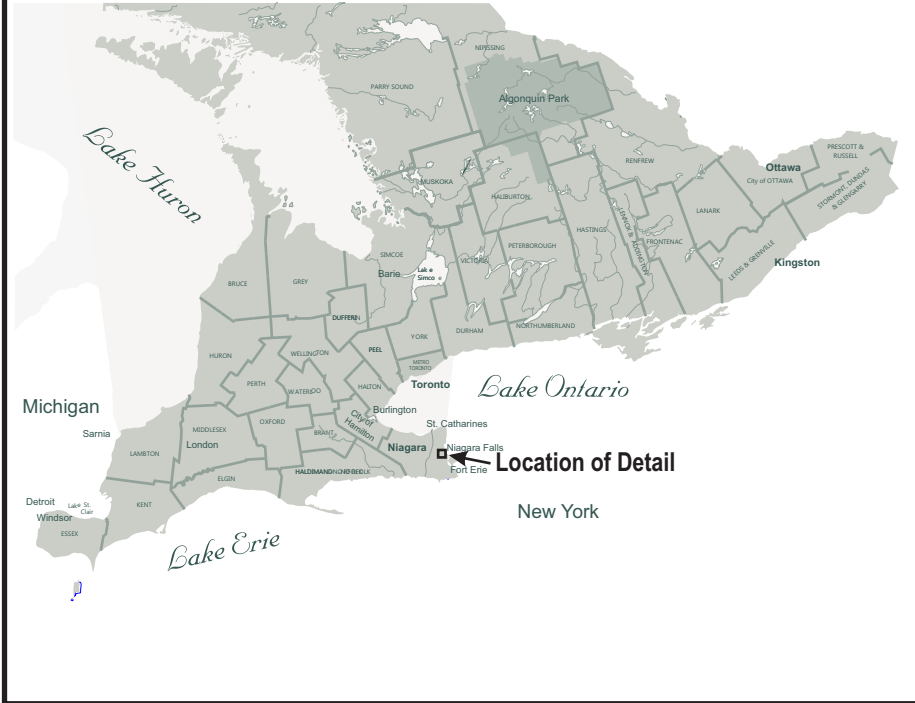 NIPISSING
PARRY SOUND
Algonquin Park
Lake Huron
PRESCOTT &
RUSSELL
RENFREW
Ottawa
City of OTTAWA
MUSKOKA
STORMONT, DUNDAS
& GLENGARRY
HALIBURTON
LANARK
LENNOX & ADDINGTON
HASTINGS
FRONTENAC
PETERBOROUGH
SIMCOE
VICTORIA
LEEDS & GRENVILLE
Kingston
Barie
Lake
Simco e
BRUCE
GREY
DUFFERIN
NORTHUMBERLAND
DURHAM
YORK
PEEL
HURON
WELLINGTON
METRO
TORONTO
PERTH
WATERLOO
HALTON
Toronto
Lake Ontario
Michigan
Burlington
City of
Hamilton
OXFORD
St. Catharines
Sarnia
MIDDLESEX
BRANT
London
Niagara
Niagara Falls
LAMBTON
Location of Detail
Fort Erie
ELGIN
Detroit
Lake St.
Clair
KENT
Windsor
New York
ESSEX
Lake Erie